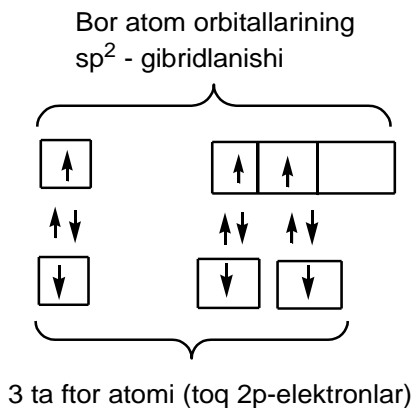 Bor atom orbitallarining
sp² - gibridlanishi
3 ta ftor atomi (toq 2p-elektronlar)